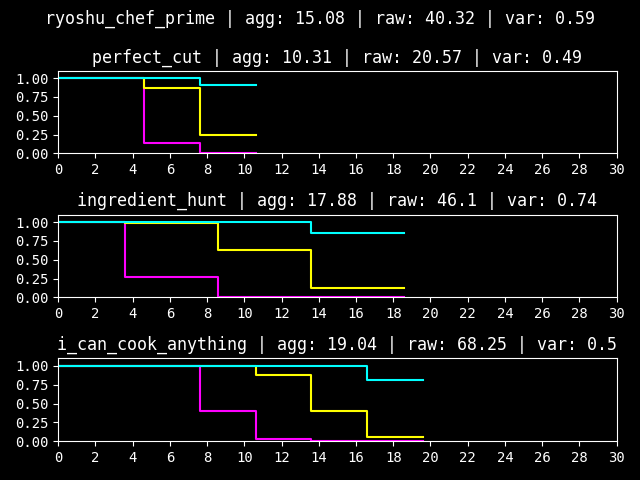 ryoshu_chef_prime | agg: 15.08 | raw: 40.32 | var: 0.59
perfect_cut | agg: 10.31 | raw: 20.57 | var: 0.49
1.00
0.75
0.50
0.25
0.00
0 2 4 6 8 10 12 14 16 18 20 22 24 26 28 30
ingredient_hunt | agg: 17.88 | raw: 46.1 | var: 0.74
1.00
0.75
0.50
0.25
0.00
0 2 4 6 8 10 12 14 16 18 20 22 24 26 28 30
i_can_cook_anything | agg: 19.04 | raw: 68.25 | var: 0.5
1.00
0.75
0.50
0.25
0.00
0 2 4 6 8 10 12 14 16 18 20 22 24 26 28 30